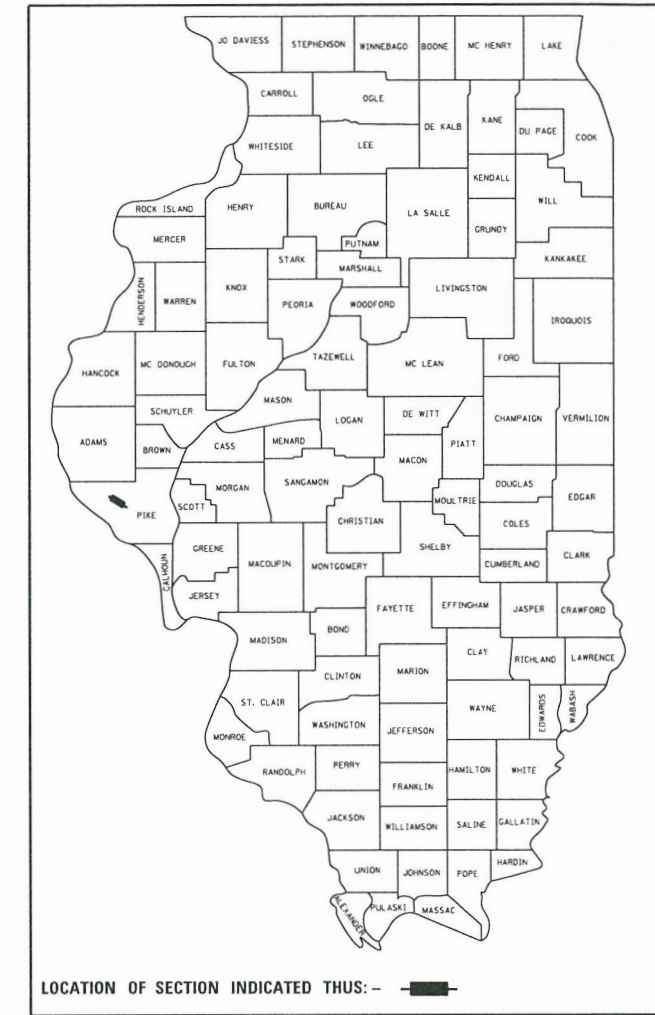 JO DAVIESS STEPHENSON WINNEBAGO BOONE MC HENRY LAKE
CARROLL OGLE DE KALB KANE DU PAGE COOK
WHITESIDE LEE
KENDALL
ROCK ISLAND HENRY BUREAU LA SALLE GRUNDY WILL
MERCER PUTNAM
STARK MARSHALL KANKAKEE
HENDERSON WARREN KNOX PEORIA WOODFORD LIVINGSTON IROQUOIS
HANCOCK MC DONOUGH FULTON TAZEWELL MC LEAN FORD
SCHUYLER MASON LOGAN DE WITT CHAMPAIGN VERMILION
ADAMS BROWN CASS MENARD PIATT
MACON
PIKE SCOTT MORGAN SANGAMON MOULTRIE DOUGLAS EDGAR
CHRISTIAN COLES
CALHOUN GREENE MACOUPIN MONTGOMERY SHELBY CUMBERLAND CLARK
JERSEY FAYETTE EFFINGHAM JASPER CRAWFORD
MADISON BOND CLAY RICHLAND LAWRENCE
CLINTON MARION
ST. CLAIR WAYNE EDWARDS WABASH
MONROE WASHINGTON JEFFERSON
RANDOLPH PERRY HAMILTON WHITE
FRANKLIN
JACKSON WILLIAMSON SALINE GALLATIN
UNION JOHNSON POPE HARDIN
ALEXANDER PULASKI MASSAC
LOCATION OF SECTION INDICATED THUS: –